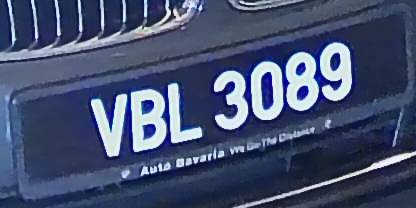 VBL 3089
Auto Bavaria We Go The Distance